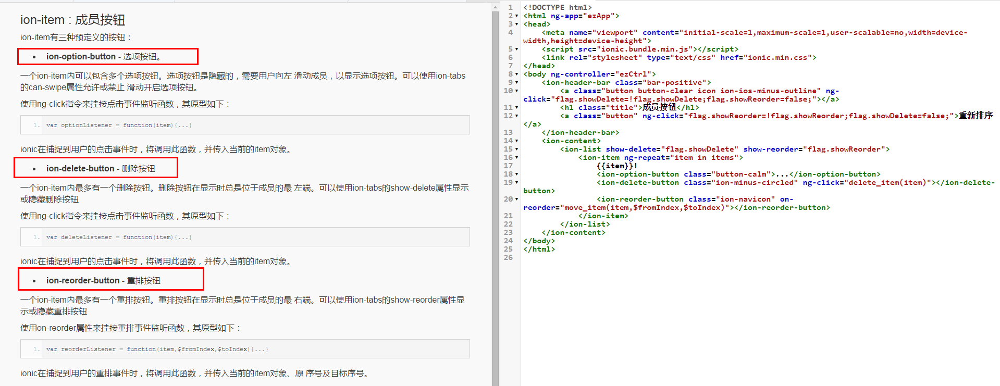 ion-item : 成员按钮
ion-item有三种预定义的按钮：
• ion-option-button - 选项按钮。
一个ion-item内可以包含多个选项按钮。选项按钮是隐藏的，需要用户向左 滑动成员，以显示选项按钮。可以使用ion-tabs
的can-swipe属性允许或禁止 滑动开启选项按钮。
使用ng-click指令来挂接点击事件监听函数，其原型如下：
1. var optionListener = function(item){...}
ionic在捕捉到用户的点击事件时，将调用此函数，并传入当前的item对象。
• ion-delete-button - 删除按钮
一个ion-item内最多有一个删除按钮。删除按钮在显示时总是位于成员的最 左端。可以使用ion-tabs的show-delete属性显示
或隐藏删除按钮
使用ng-click指令来挂接点击事件监听函数，其原型如下：
1. var deleteListener = function(item){...}
ionic在捕捉到用户的点击事件时，将调用此函数，并传入当前的item对象。
• ion-reorder-button - 重排按钮
一个ion-item内最多有一个重排按钮。重排按钮在显示时总是位于成员的最 右端。可以使用ion-tabs的show-reorder属性显
示或隐藏重排按钮
使用on-reorder属性来挂接重排事件监听函数，其原型如下：
1. var reorderListener = function(item,$fromIndex,$toIndex){...}
ionic在捕捉到用户的重排事件时，将调用此函数，并传入当前的item对象、原 序号及目标序号。
1 <!DOCTYPE html>
2 <html ng-app="ezApp">
3 <head>
4 <meta name="viewport" content="initial-scale=1,maximum-scale=1,user-scalable=no,width=device-
width,height=device-height">
5 <script src="ionic.bundle.min.js"></script>
6 <link rel="stylesheet" type="text/css" href="ionic.min.css">
7 </head>
8 <body ng-controller="ezCtrl">
9 <ion-header-bar class="bar-positive">
10 <a class="button button-clear icon ion-ios-minus-outline" ng-
click="flag.showDelete=!flag.showDelete;flag.showReorder=false;"></a>
11 <h1 class="title">成员按钮</h1>
12 <a class="button" ng-click="flag.showReorder=!flag.showReorder;flag.showDelete=false;">重新排序
</a>
13 </ion-header-bar>
14 <ion-content>
15 <ion-list show-delete="flag.showDelete" show-reorder="flag.showReorder">
16 <ion-item ng-repeat="item in items">
17 {{item}}!
18 <ion-option-button class="button-calm">...</ion-option-button>
19 <ion-delete-button class="ion-minus-circled" ng-click="delete_item(item)"></ion-delete-
button>
20 <ion-reorder-button class="ion-navicon" on-
reorder="move_item(item,$fromIndex,$toIndex)"></ion-reorder-button>
21 </ion-item>
22 </ion-list>
23 </ion-content>
24 </body>
25 </html>
26